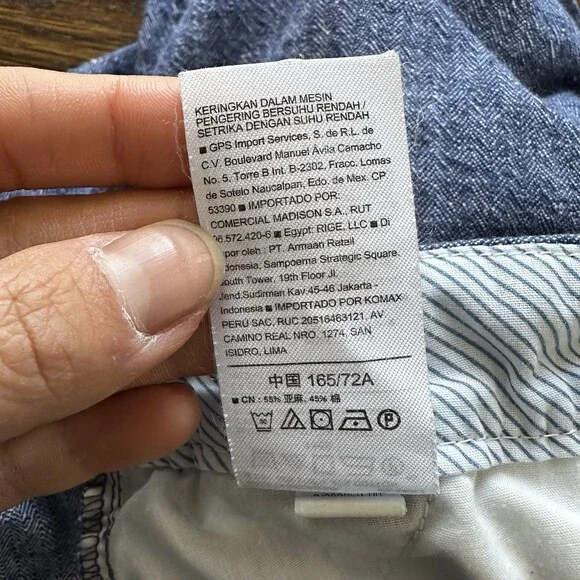 KERINGKAN DALAM MESIN
PENGERING BERSUHU RENDAH /
SETRIKA DENGAN SUHU RENDAH
■ GPS Import Services, S. de R.L. de
C.V. Boulevard Manuel Ávila Camacho
No. 5, Torre B Int. B-2302, Fracc. Lomas
de Sotelo Naucalpan, Edo. de Mex. CP
53390 ■ IMPORTADO POR:
COMERCIAL MADISON S.A., RUT
6.572.420-6 ■ Egypt: RIGE, LLC ■ Di
por oleh : PT. Armaan Retail
donesia, Sampoerna Strategic Square,
outh Tower, 19th Floor Jl.
Jend.Sudirman Kav.45-46 Jakarta -
Indonesia ■ IMPORTADO POR KOMAX
PERU SAC, RUC 20516463121, AV
CAMINO REAL NRO. 1274, SAN
ISIDRO, LIMA
中国 165/72A
■ CN : 55% 亚麻, 45% 棉
P